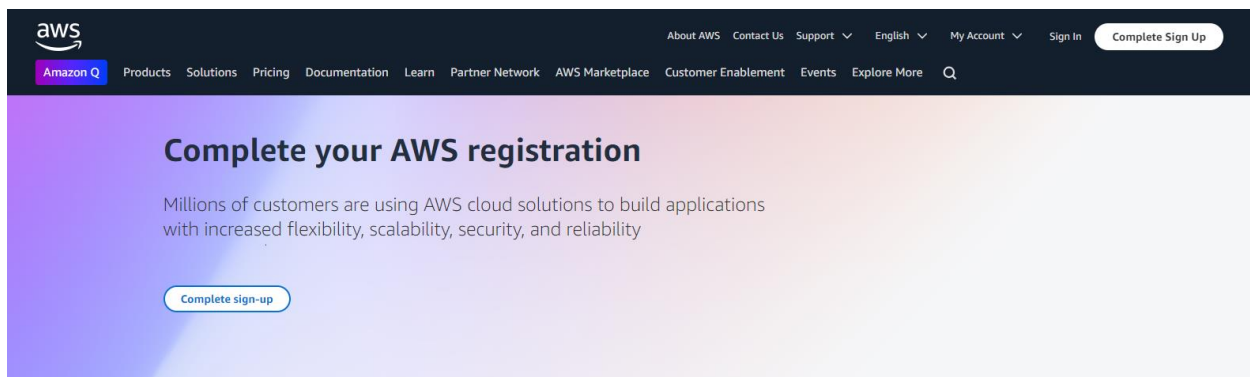 aws
About AWS Contact Us Support English My Account Sign In Complete Sign Up
Amazon Q Products Solutions Pricing Documentation Learn Partner Network AWS Marketplace Customer Enablement Events Explore More
Complete your AWS registration
Millions of customers are using AWS cloud solutions to build applications
with increased flexibility, scalability, security, and reliability
Complete sign-up